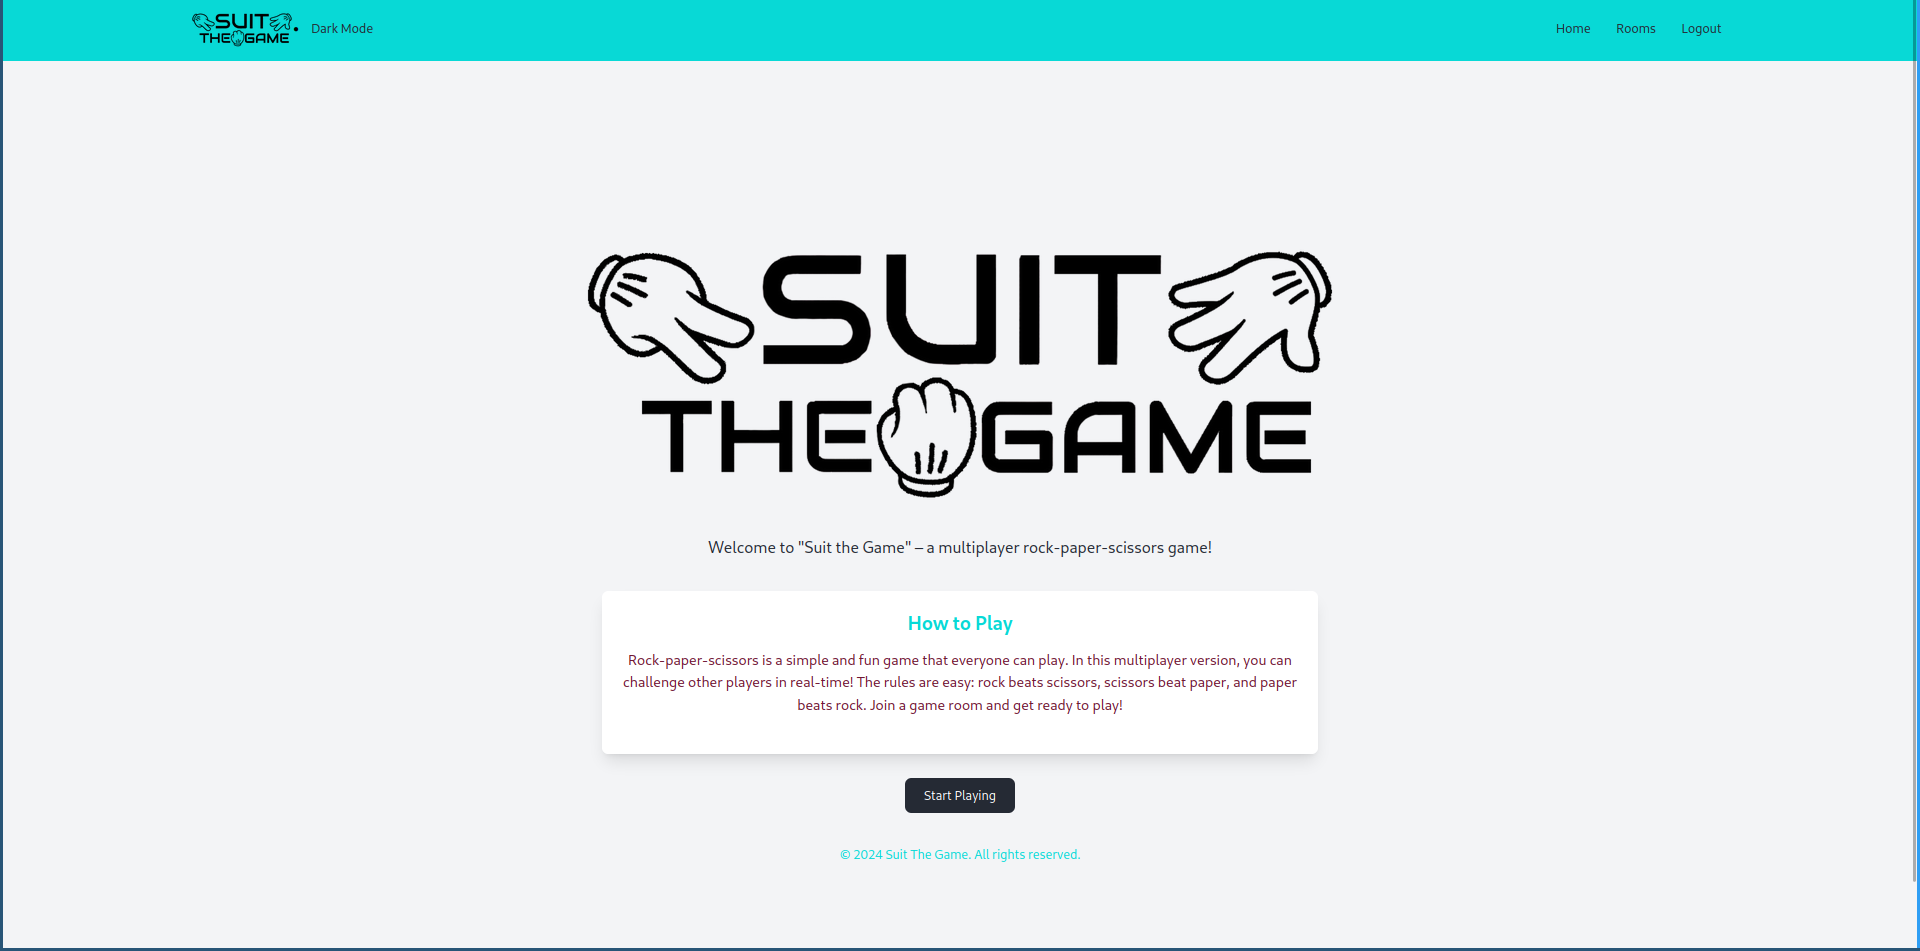 SUIT
THE GAME
Dark Mode
Home
Rooms
Logout
SUIT
THE GAME
Welcome to "Suit the Game" – a multiplayer rock-paper-scissors game!
How to Play
Rock-paper-scissors is a simple and fun game that everyone can play. In this multiplayer version, you can
challenge other players in real-time! The rules are easy: rock beats scissors, scissors beat paper, and paper
beats rock. Join a game room and get ready to play!
Start Playing
© 2024 Suit The Game. All rights reserved.